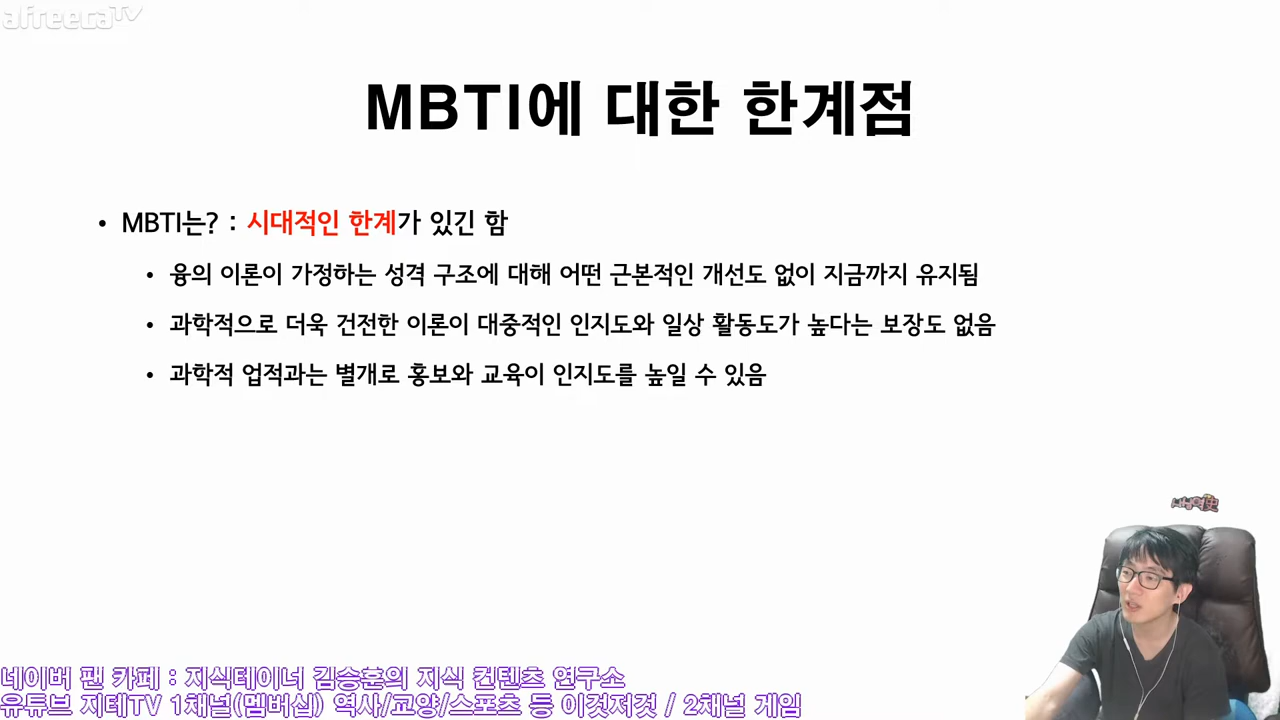 afreecaTV
MBTI에 대한 한계점
• MBTI는? : 시대적인 한계가 있긴 함
• 융의 이론이 가정하는 성격 구조에 대해 어떤 근본적인 개선도 없이 지금까지 유지됨
• 과학적으로 더욱 건전한 이론이 대중적인 인지도와 일상 활동도가 높다는 보장도 없음
• 과학적 업적과는 별개로 홍보와 교육이 인지도를 높일 수 있음
네이버 팬 카페 : 지식테이너 김승훈의 지식 컨텐츠 연구소
유튜브 지테TV 1채널(멤버십) 역사/교양/스포츠 등 이것저것 / 2채널 게임